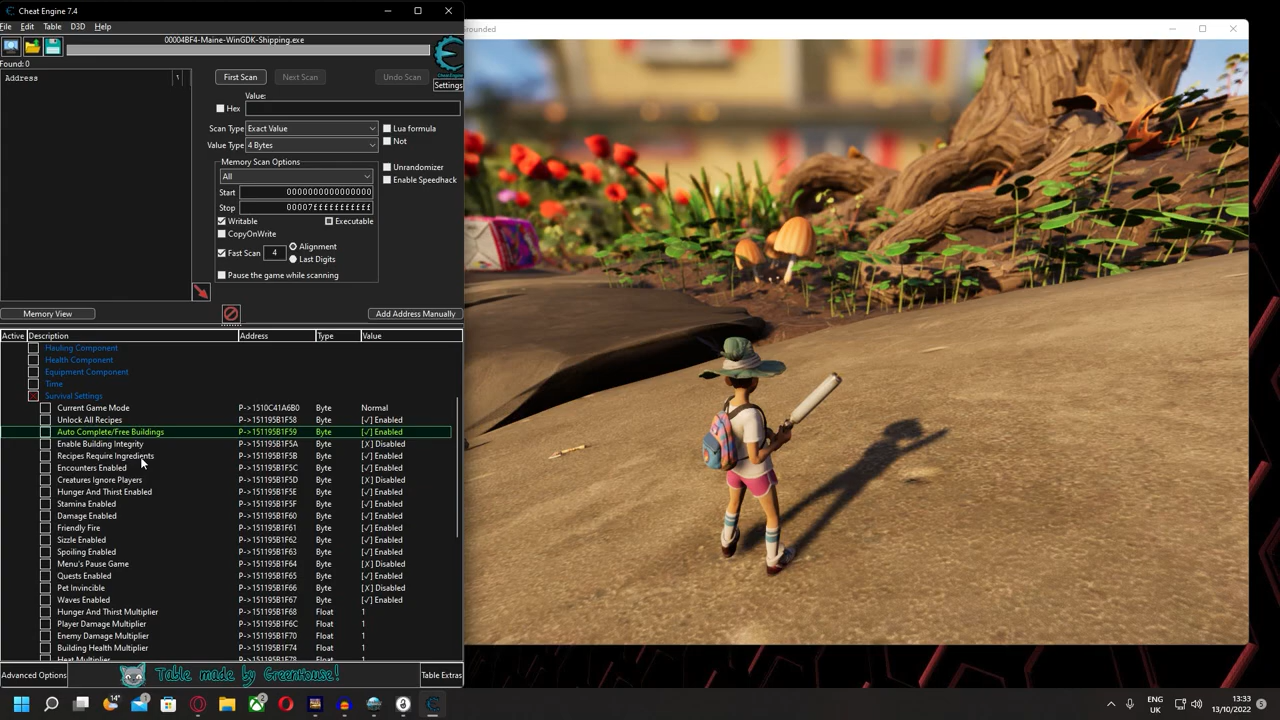 Cheat Engine 7.4
File Edit Table D3D Help
00004BF4-Maine-WinGDK-Shipping.exe
Found: 0
Address
First Scan Next Scan Undo Scan
Settings
Value:
Hex
Scan Type Exact Value Lua formula
Value Type 4 Bytes Not
Memory Scan Options
All
Unrandomizer
Enable Speedhack
Start 0000000000000000
Stop 00007fffffffffff
Writable Executable
CopyOnWrite
Fast Scan 4 Alignment
Last Digits
Pause the game while scanning
Memory View Add Address Manually
Active Description Address Type Value
Hauling Component
Health Component
Equipment Component
Time
Survival Settings
Current Game Mode P->1510C41A6B0 Byte Normal
Unlock All Recipes P->151195B1F58 Byte [√] Enabled
Auto Complete/Free Buildings P->151195B1F59 Byte [√] Enabled
Enable Building Integrity P->151195B1F5A Byte [X] Disabled
Recipes Require Ingredients P->151195B1F5B Byte [√] Enabled
Encounters Enabled P->151195B1F5C Byte [√] Enabled
Creatures Ignore Players P->151195B1F5D Byte [X] Disabled
Hunger And Thirst Enabled P->151195B1F5E Byte [√] Enabled
Stamina Enabled P->151195B1F5F Byte [√] Enabled
Damage Enabled P->151195B1F60 Byte [√] Enabled
Friendly Fire P->151195B1F61 Byte [√] Enabled
Sizzle Enabled P->151195B1F62 Byte [√] Enabled
Spoiling Enabled P->151195B1F63 Byte [√] Enabled
Menu's Pause Game P->151195B1F64 Byte [X] Disabled
Quests Enabled P->151195B1F65 Byte [√] Enabled
Pet Invincible P->151195B1F66 Byte [X] Disabled
Waves Enabled P->151195B1F67 Byte [√] Enabled
Hunger And Thirst Multiplier P->151195B1F68 Float 1
Player Damage Multiplier P->151195B1F6C Float 1
Enemy Damage Multiplier P->151195B1F70 Float 1
Building Health Multiplier P->151195B1F74 Float 1
Heat Multiplier P->151195B1F78 Float 1
Advanced Options Table made by GreenHouse! Table Extras
Grounded
14°
1
2
ENG
UK
13:33
13/10/2022
5